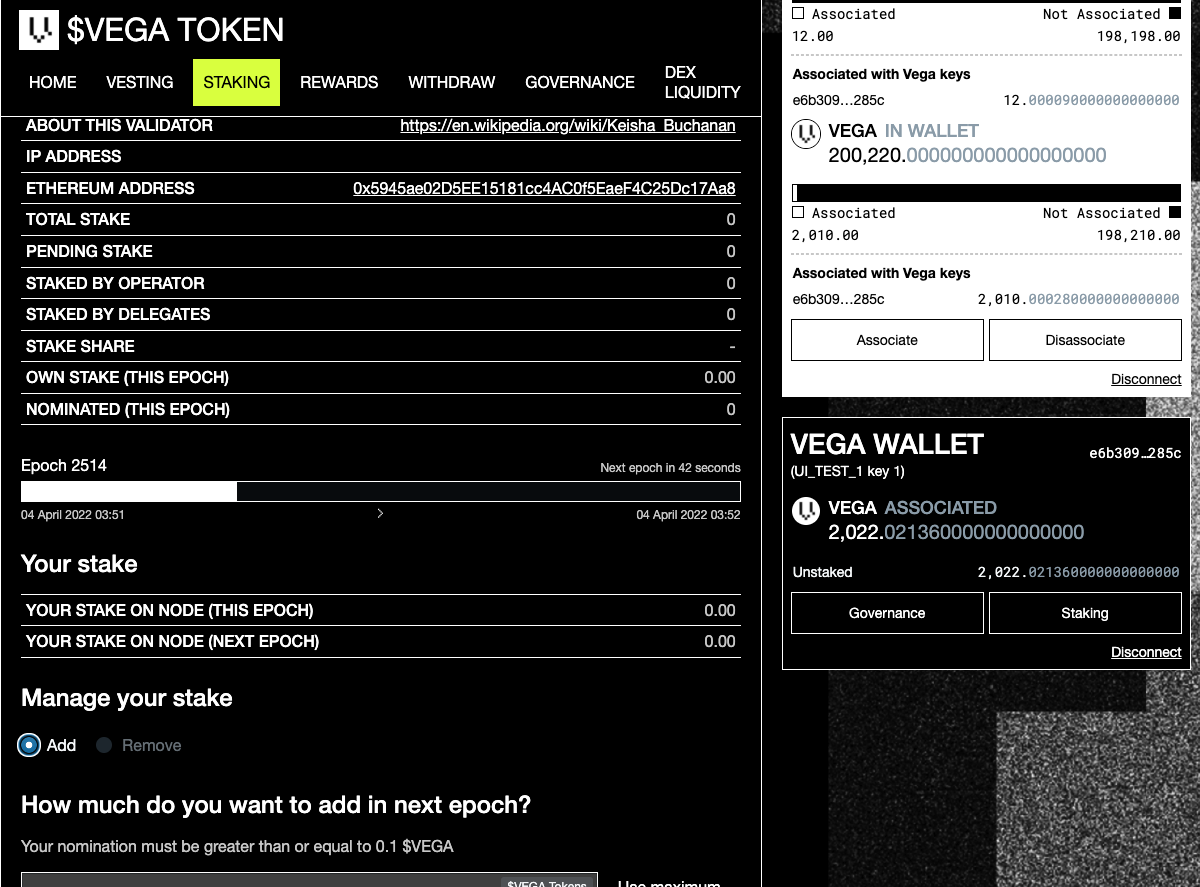 $VEGA TOKEN
HOME VESTING STAKING REWARDS WITHDRAW GOVERNANCE DEX LIQUIDITY
ABOUT THIS VALIDATOR https://en.wikipedia.org/wiki/Keisha_Buchanan
IP ADDRESS
ETHEREUM ADDRESS 0x5945ae02D5EE15181cc4AC0f5EaeF4C25Dc17Aa8
TOTAL STAKE 0
PENDING STAKE 0
STAKED BY OPERATOR 0
STAKED BY DELEGATES 0
STAKE SHARE -
OWN STAKE (THIS EPOCH) 0.00
NOMINATED (THIS EPOCH) 0
Epoch 2514 Next epoch in 42 seconds
04 April 2022 03:51 04 April 2022 03:52
Your stake
YOUR STAKE ON NODE (THIS EPOCH) 0.00
YOUR STAKE ON NODE (NEXT EPOCH) 0.00
Manage your stake
Add Remove
How much do you want to add in next epoch?
Your nomination must be greater than or equal to 0.1 $VEGA
$VEGA Tokens Use maximum
Associated Not Associated
12.00 198,198.00
Associated with Vega keys
e6b309…285c 12.000090000000000000
VEGA IN WALLET
200,220.000000000000000000
Associated Not Associated
2,010.00 198,210.00
Associated with Vega keys
e6b309…285c 2,010.000280000000000000
Associate Disassociate
Disconnect
VEGA WALLET e6b309…285c
(UI_TEST_1 key 1)
VEGA ASSOCIATED
2,022.021360000000000000
Unstaked 2,022.021360000000000000
Governance Staking
Disconnect